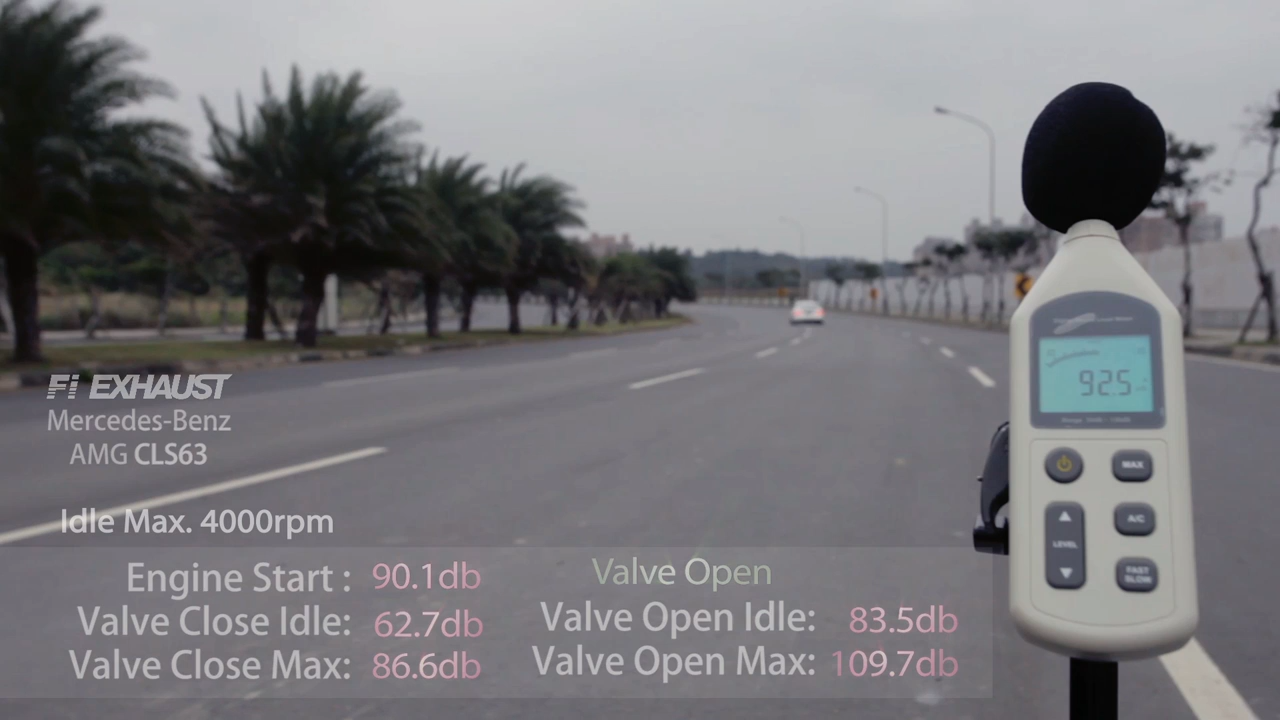 Fi EXHAUST
Mercedes-Benz
AMG CLS63
Idle Max. 4000rpm
Engine Start : 90.1db
Valve Close Idle: 62.7db
Valve Close Max: 86.6db
Valve Open
Valve Open Idle: 83.5db
Valve Open Max: 109.7db
92.5
MAX
A/C
LEVEL
FAST
SLOW